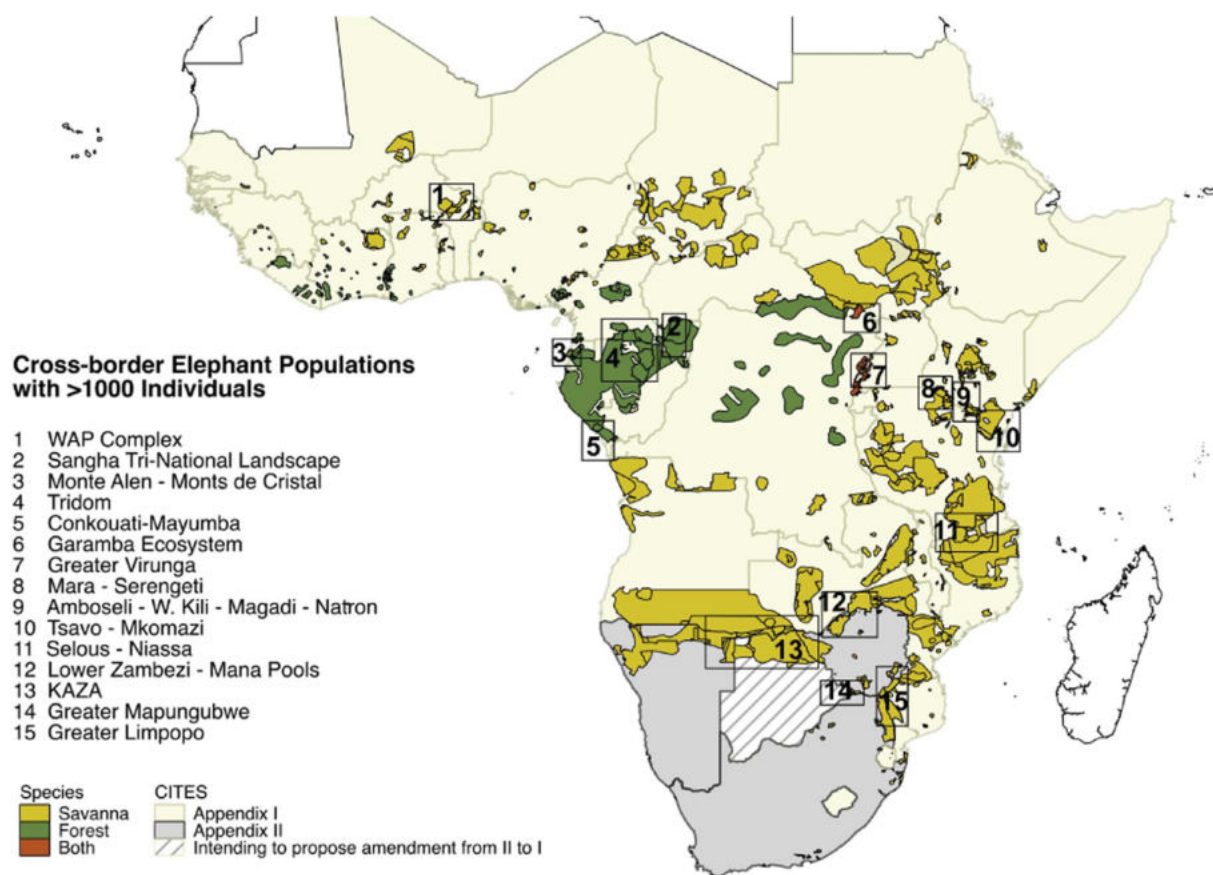 Cross-border Elephant Populations
with >1000 Individuals
1 WAP Complex
2 Sangha Tri-National Landscape
3 Monte Alen - Monts de Cristal
4 Tridom
5 Conkouati-Mayumba
6 Garamba Ecosystem
7 Greater Virunga
8 Mara - Serengeti
9 Amboseli - W. Kili - Magadi - Natron
10 Tsavo - Mkomazi
11 Selous - Niassa
12 Lower Zambezi - Mana Pools
13 KAZA
14 Greater Mapungubwe
15 Greater Limpopo
Species
Savanna
Forest
Both
CITES
Appendix I
Appendix II
Intending to propose amendment from II to I
1
2
3
4
5
6
7
8
9
10
11
12
13
14
15